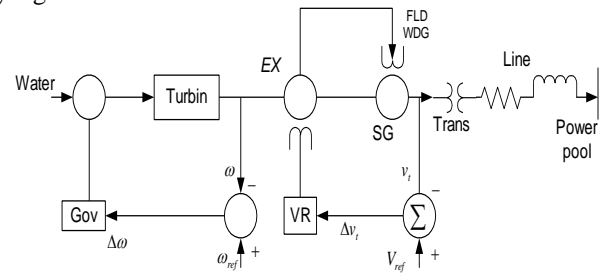 FLD
WDG
EX
Line
Water
Turbin
SG
Trans
Power
pool
ω
−
v_t
−
Gov
Δω
VR
Δv_t
Σ
ω_ref
+
V_ref
+